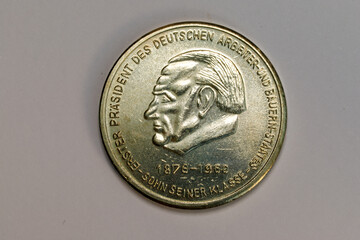 ERSTER PRÄSIDENT DES DEUTSCHEN ARBEITER-UND BAUERN-STAATES
1876-1960
-SOHN SEINER KLASSE-